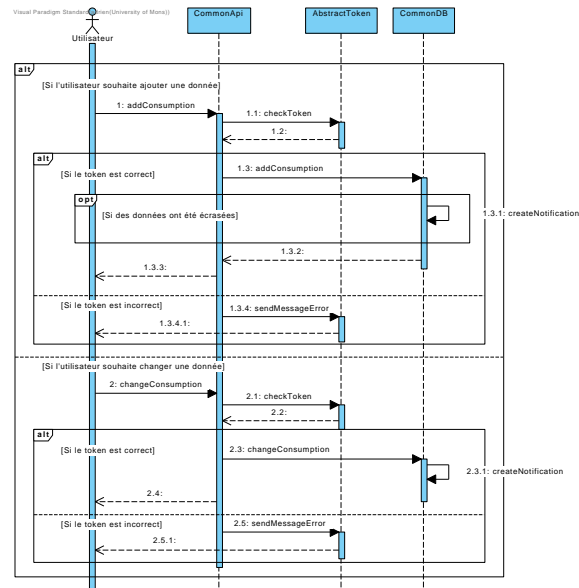 Visual Paradigm Standard
(University of Mons))
Utilisateur
CommonApi
AbstractToken
CommonDB
alt
[Si l'utilisateur souhaite ajouter une donnée]
1: addConsumption
1.1: checkToken
1.2:
alt
[Si le token est correct]
1.3: addConsumption
opt
[Si des données ont été écrasées]
1.3.1: createNotification
1.3.2:
1.3.3:
[Si le token est incorrect]
1.3.4: sendMessageError
1.3.4.1:
[Si l'utilisateur souhaite changer une donnée]
2: changeConsumption
2.1: checkToken
2.2:
alt
[Si le token est correct]
2.3: changeConsumption
2.3.1: createNotification
2.4:
[Si le token est incorrect]
2.5: sendMessageError
2.5.1: